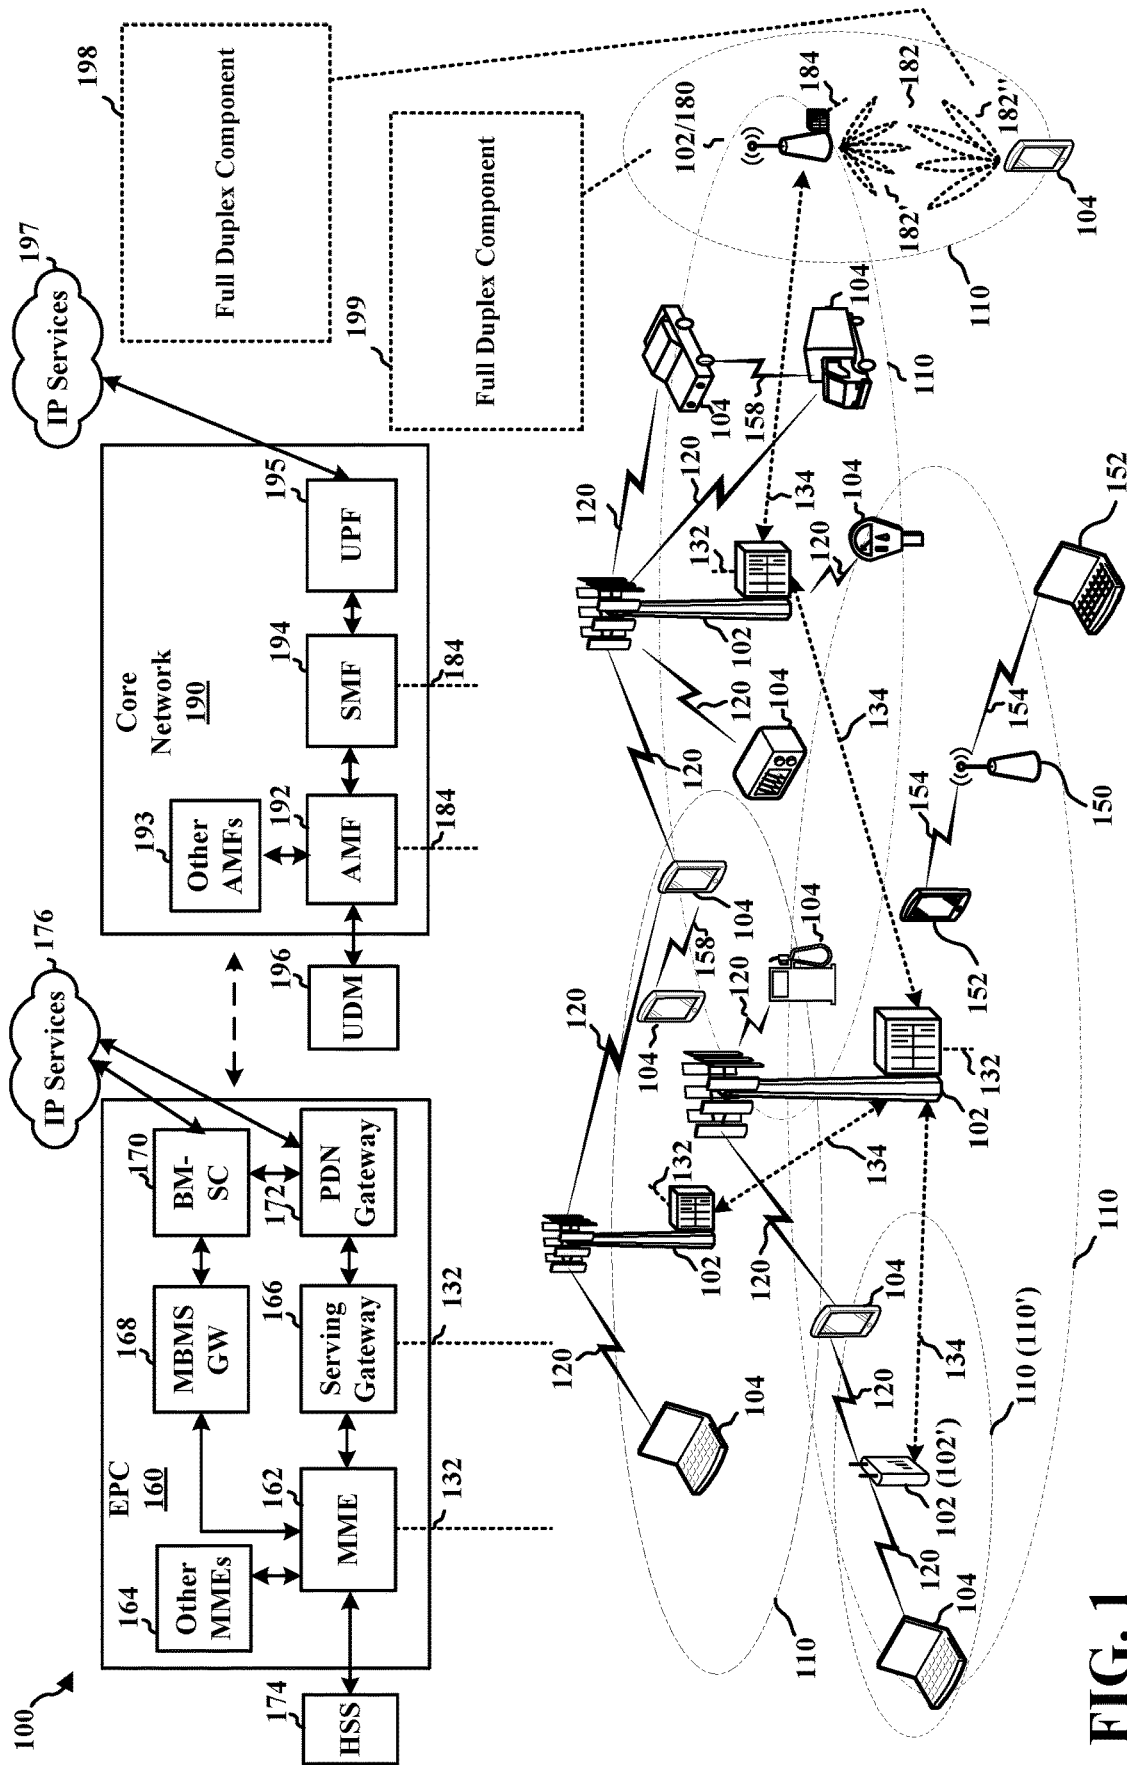 100
EPC
160
164
Other
MMEs
162
MME
174
HSS
168
MBMS
GW
170
BM-
SC
166
Serving
Gateway
172
PDN
Gateway
132
132
176
IP Services
Core
Network
190
193
Other
AMFs
196
UDM
192
AMF
194
SMF
195
UPF
184
184
197
IP Services
198
Full Duplex Component
199
Full Duplex Component
120
104
110
102
132
120
134
120
104
158
104
120
120
104
120
104
102
132
120
120
120
104
158
104
110
134
120
104
102/180
184
182
182'
182''
104
110
134
102
132
120
104
120
102 (102')
120
104
134
110 (110')
110
152
154
150
154
152
FIG. 1